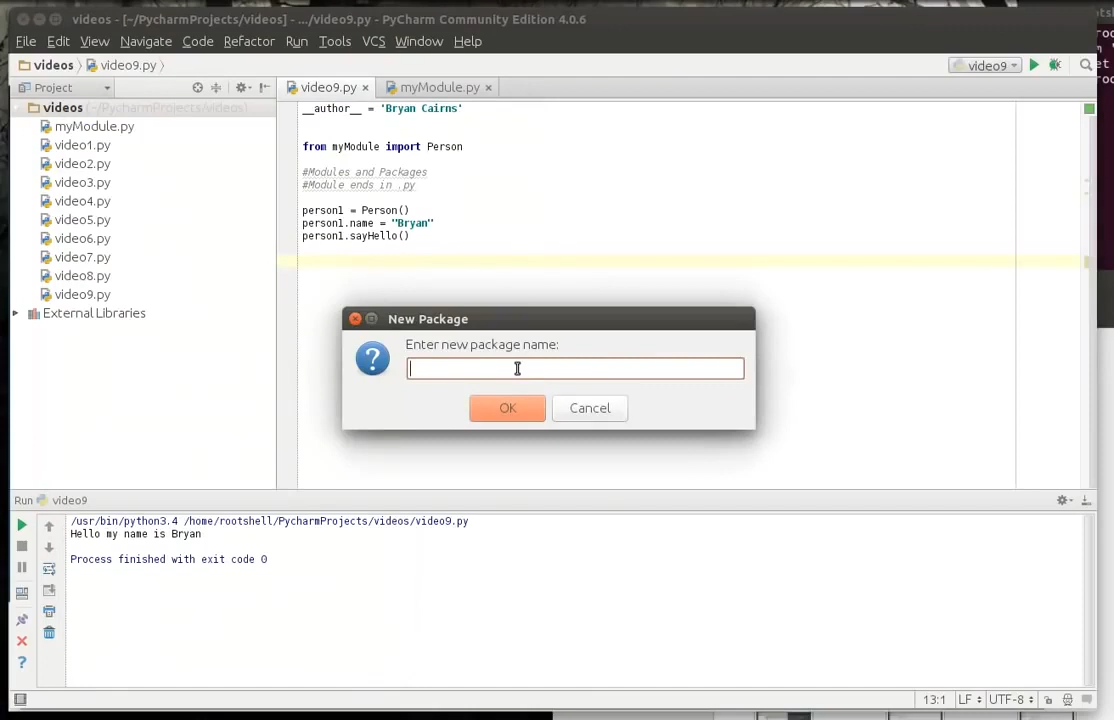 videos - [~/PycharmProjects/videos] - .../video9.py - PyCharm Community Edition 4.0.6
File Edit View Navigate Code Refactor Run Tools VCS Window Help
videos video9.py
video9
Project
video9.py
myModule.py
videos (~/PycharmProjects/videos)
myModule.py
video1.py
video2.py
video3.py
video4.py
video5.py
video6.py
video7.py
video8.py
video9.py
External Libraries
__author__ = 'Bryan Cairns'
from myModule import Person
#Modules and Packages
#Module ends in .py
person1 = Person()
person1.name = "Bryan"
person1.sayHello()
New Package
Enter new package name:
OK
Cancel
Run video9
/usr/bin/python3.4 /home/rootshell/PycharmProjects/videos/video9.py
Hello my name is Bryan
Process finished with exit code 0
13:1 LF UTF-8